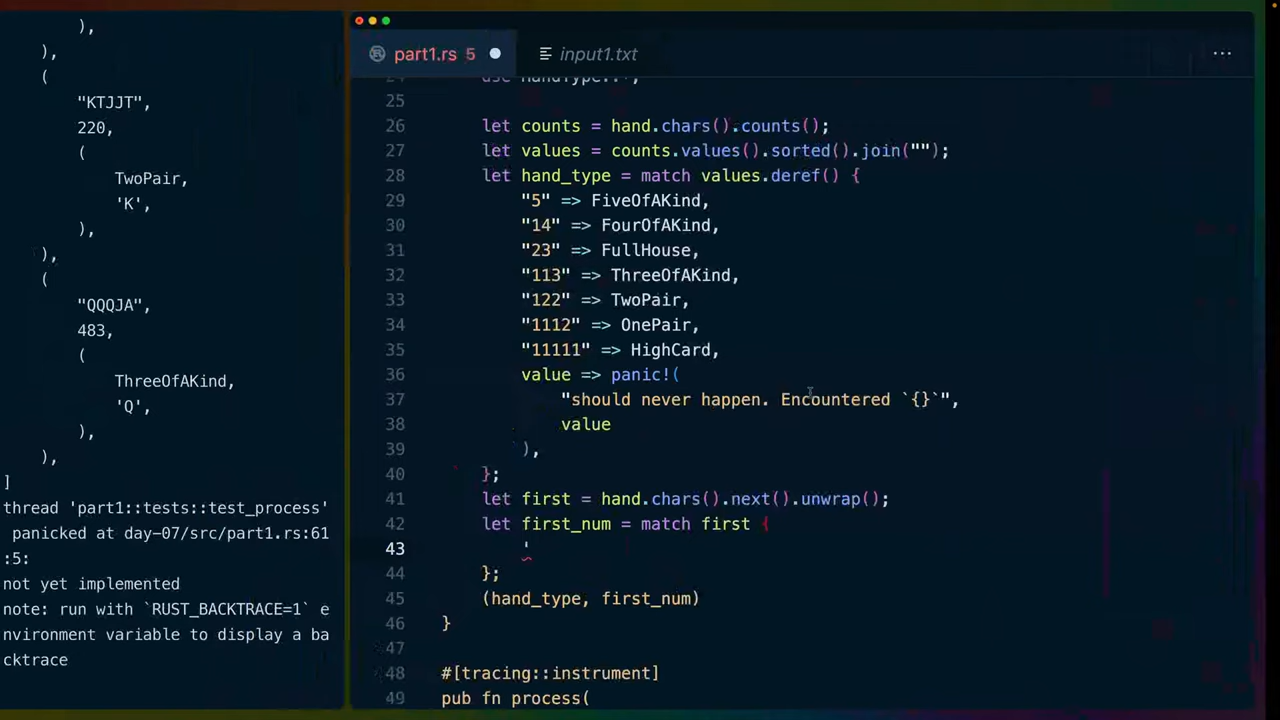 ),
),
(
"KTJJT",
220,
(
TwoPair,
'K',
),
),
(
"QQQJA",
483,
(
ThreeOfAKind,
'Q',
),
),
]
thread 'part1::tests::test_process'
panicked at day-07/src/part1.rs:61
:5:
not yet implemented
note: run with `RUST_BACKTRACE=1` e
nvironment variable to display a ba
cktrace
part1.rs 5
input1.txt
24 use HandType::*;
25
26 let counts = hand.chars().counts();
27 let values = counts.values().sorted().join("");
28 let hand_type = match values.deref() {
29 "5" => FiveOfAKind,
30 "14" => FourOfAKind,
31 "23" => FullHouse,
32 "113" => ThreeOfAKind,
33 "122" => TwoPair,
34 "1112" => OnePair,
35 "11111" => HighCard,
36 value => panic!(
37 "should never happen. Encountered `{}`",
38 value
39 ),
40 };
41 let first = hand.chars().next().unwrap();
42 let first_num = match first {
43 '
44 };
45 (hand_type, first_num)
46 }
47
48 #[tracing::instrument]
49 pub fn process(